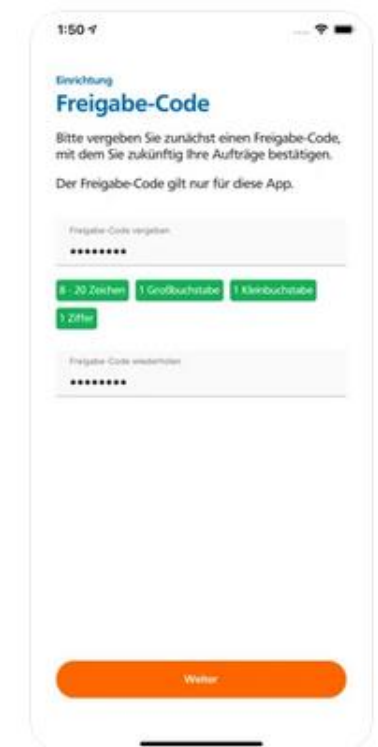 1:50
Einrichtung
Freigabe-Code
Bitte vergeben Sie zunächst einen Freigabe-Code,
mit dem Sie zukünftig Ihre Aufträge bestätigen.
Der Freigabe-Code gilt nur für diese App.
Freigabe-Code vergeben
••••••••
8 - 20 Zeichen 1 Großbuchstabe 1 Kleinbuchstabe
1 Ziffer
Freigabe-Code wiederholen
••••••••
Weiter